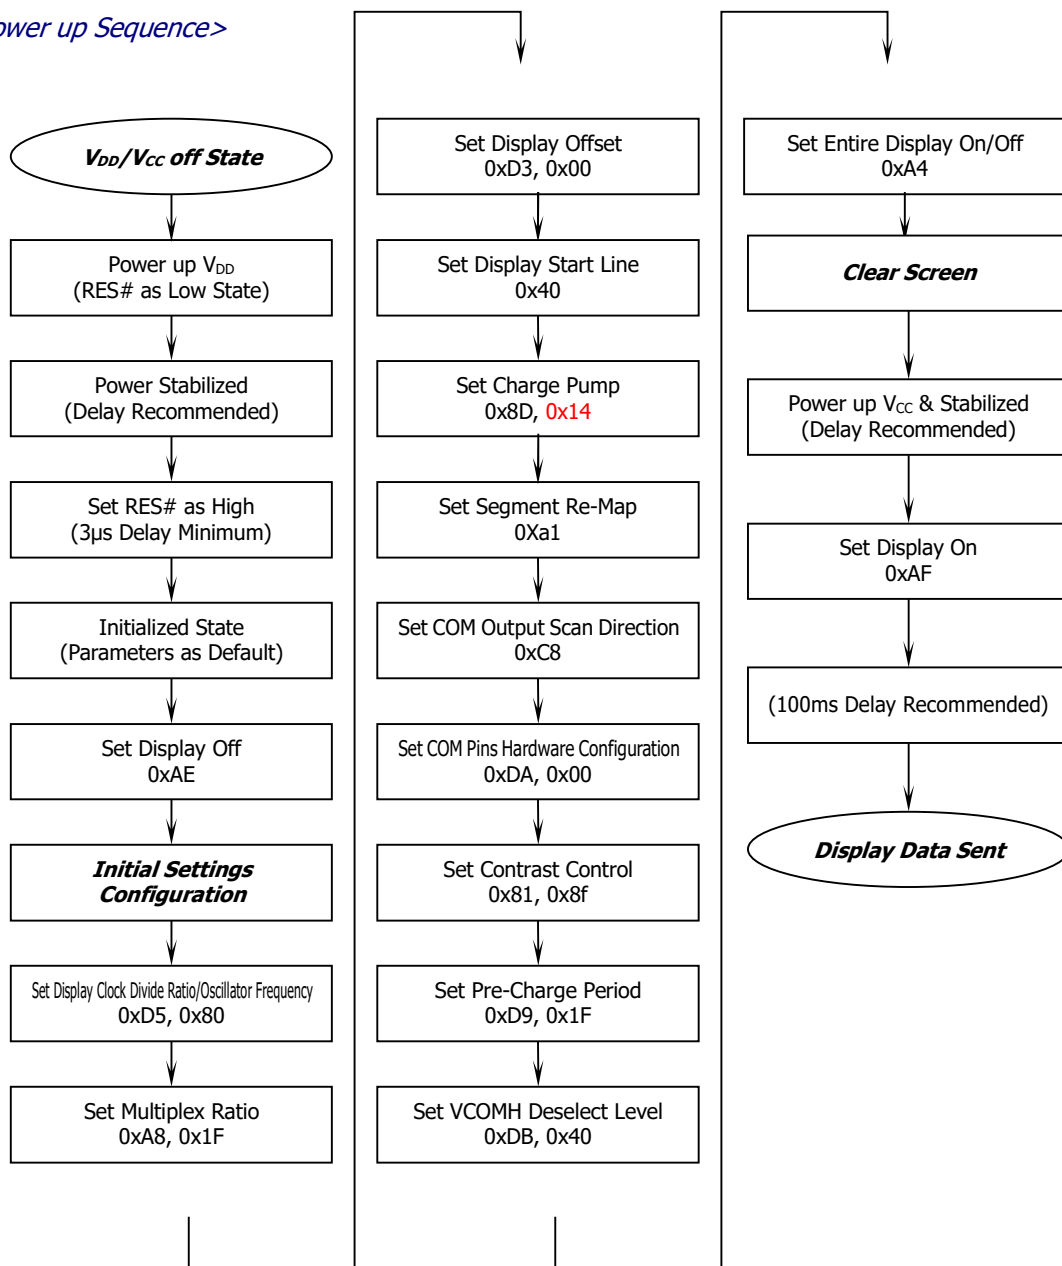 ower up Sequence>
VDD/VCC off State
Power up VDD
(RES# as Low State)
Power Stabilized
(Delay Recommended)
Set RES# as High
(3μs Delay Minimum)
Initialized State
(Parameters as Default)
Set Display Off
0xAE
Initial Settings
Configuration
Set Display Clock Divide Ratio/Oscillator Frequency
0xD5, 0x80
Set Multiplex Ratio
0xA8, 0x1F
Set Display Offset
0xD3, 0x00
Set Display Start Line
0x40
Set Charge Pump
0x8D, 0x14
Set Segment Re-Map
0Xa1
Set COM Output Scan Direction
0xC8
Set COM Pins Hardware Configuration
0xDA, 0x00
Set Contrast Control
0x81, 0x8f
Set Pre-Charge Period
0xD9, 0x1F
Set VCOMH Deselect Level
0xDB, 0x40
Set Entire Display On/Off
0xA4
Clear Screen
Power up VCC & Stabilized
(Delay Recommended)
Set Display On
0xAF
(100ms Delay Recommended)
Display Data Sent